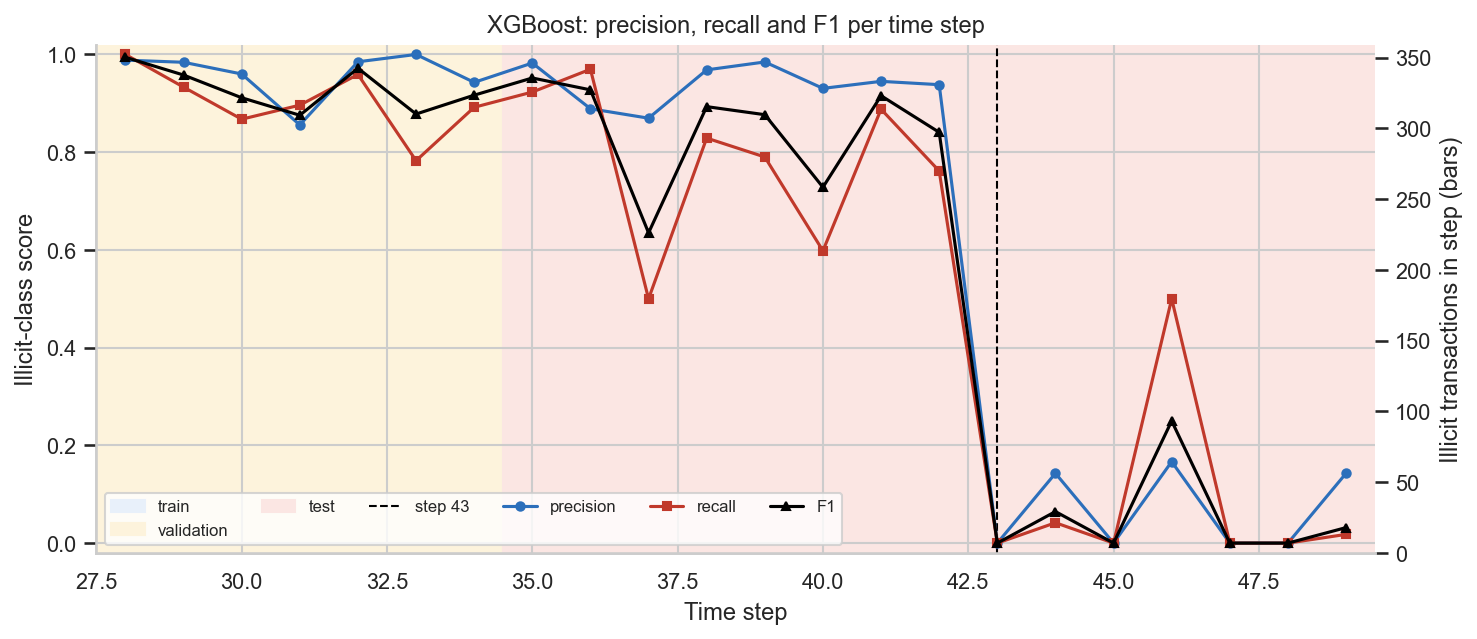 XGBoost: precision, recall and F1 per time step
Illicit-class score
1.0
0.8
0.6
0.4
0.2
0.0
350
300
250
200
150
100
50
0
Illicit transactions in step (bars)
train
validation
test
step 43
precision
recall
F1
27.5 30.0 32.5 35.0 37.5 40.0 42.5 45.0 47.5
Time step